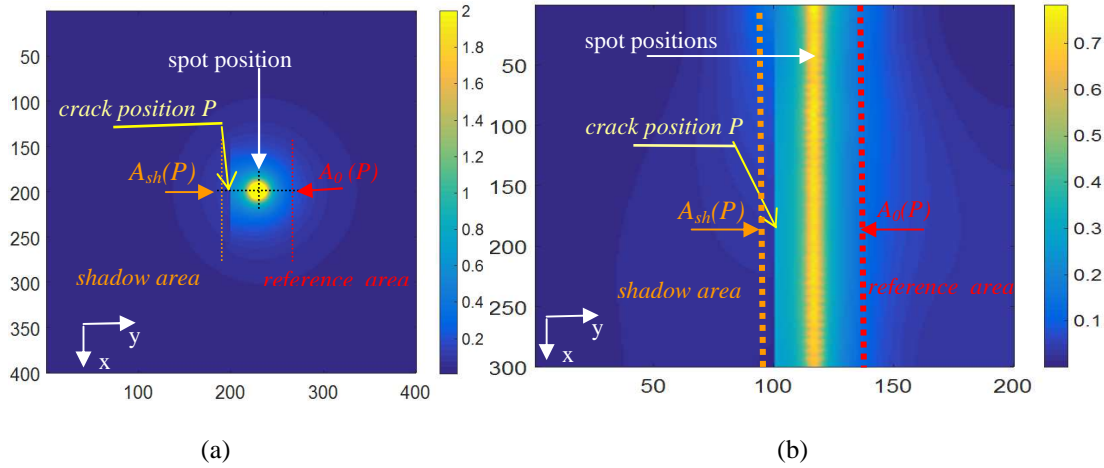 spot position
crack position P
A_sh(P)
A_0 (P)
shadow area
reference area
y
x
50
100
150
200
250
300
350
400
100
200
300
400
2
1.8
1.6
1.4
1.2
1
0.8
0.6
0.4
0.2
(a)
spot positions
crack position P
A_sh(P)
A_0(P)
shadow area
reference area
y
x
50
100
150
200
250
300
50
100
150
200
0.7
0.6
0.5
0.4
0.3
0.2
0.1
(b)